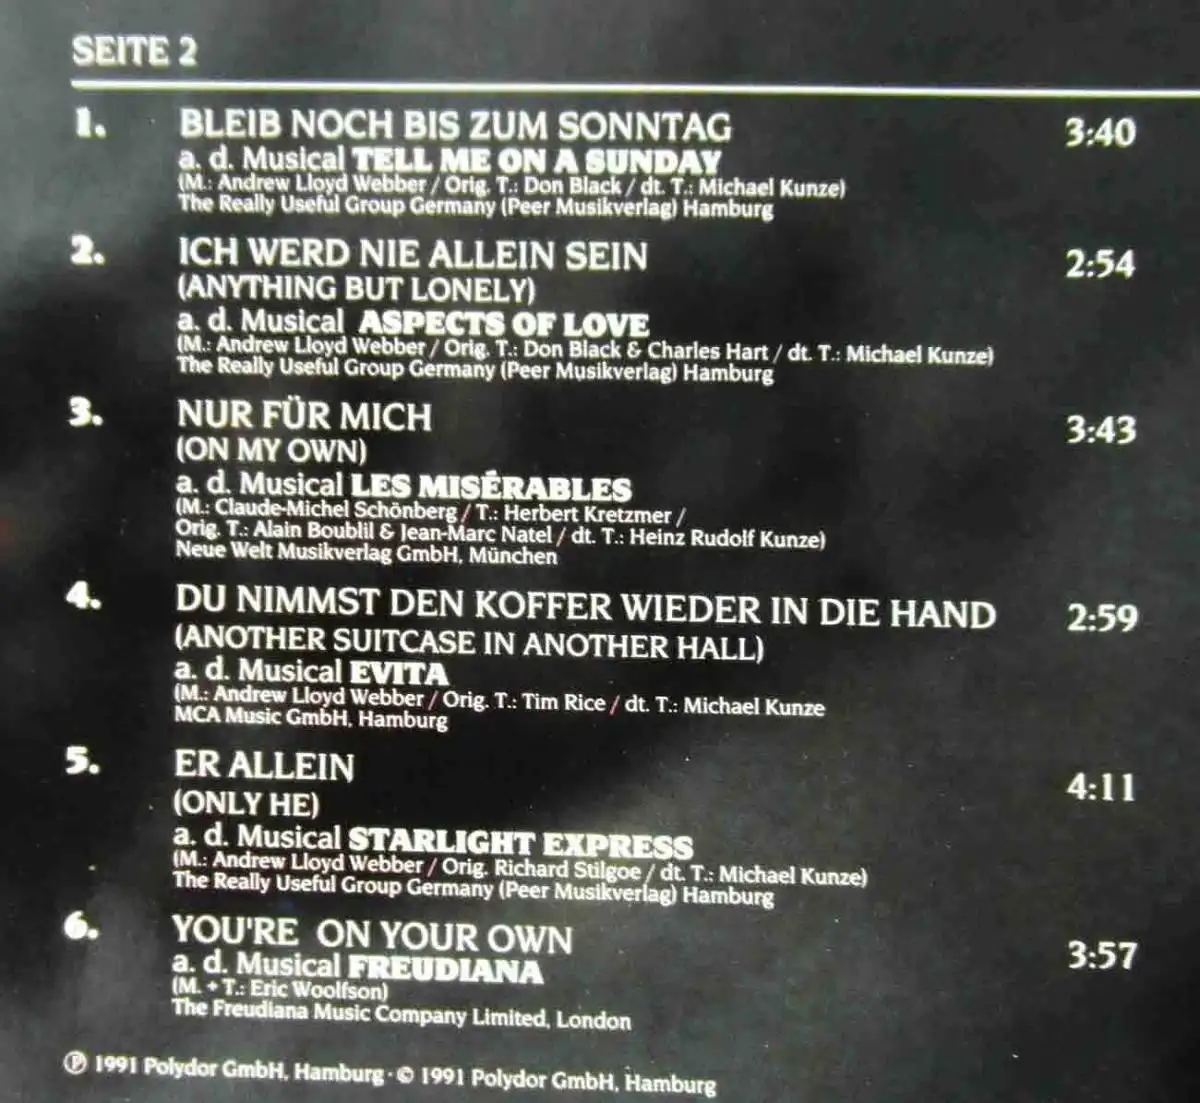 SEITE 2
1. BLEIB NOCH BIS ZUM SONNTAG 3:40
a. d. Musical TELL ME ON A SUNDAY
(M.: Andrew Lloyd Webber / Orig. T.: Don Black / dt. T.: Michael Kunze)
The Really Useful Group Germany (Peer Musikverlag) Hamburg
2. ICH WERD NIE ALLEIN SEIN 2:54
(ANYTHING BUT LONELY)
a. d. Musical ASPECTS OF LOVE
(M.: Andrew Lloyd Webber / Orig. T.: Don Black & Charles Hart / dt. T.: Michael Kunze)
The Really Useful Group Germany (Peer Musikverlag) Hamburg
3. NUR FÜR MICH 3:43
(ON MY OWN)
a. d. Musical LES MISÉRABLES
(M.: Claude-Michel Schönberg / T.: Herbert Kretzmer /
Orig. T.: Alain Boublil & Jean-Marc Natel / dt. T.: Heinz Rudolf Kunze)
Neue Welt Musikverlag GmbH, München
4. DU NIMMST DEN KOFFER WIEDER IN DIE HAND 2:59
(ANOTHER SUITCASE IN ANOTHER HALL)
a. d. Musical EVITA
(M.: Andrew Lloyd Webber / Orig. T.: Tim Rice / dt. T.: Michael Kunze
MCA Music GmbH, Hamburg
5. ER ALLEIN 4:11
(ONLY HE)
a. d. Musical STARLIGHT EXPRESS
(M.: Andrew Lloyd Webber / Orig. Richard Stilgoe / dt. T.: Michael Kunze)
The Really Useful Group Germany (Peer Musikverlag) Hamburg
6. YOU'RE ON YOUR OWN 3:57
a. d. Musical FREUDIANA
(M. + T.: Eric Woolfson)
The Freudiana Music Company Limited, London
℗ 1991 Polydor GmbH, Hamburg · © 1991 Polydor GmbH, Hamburg